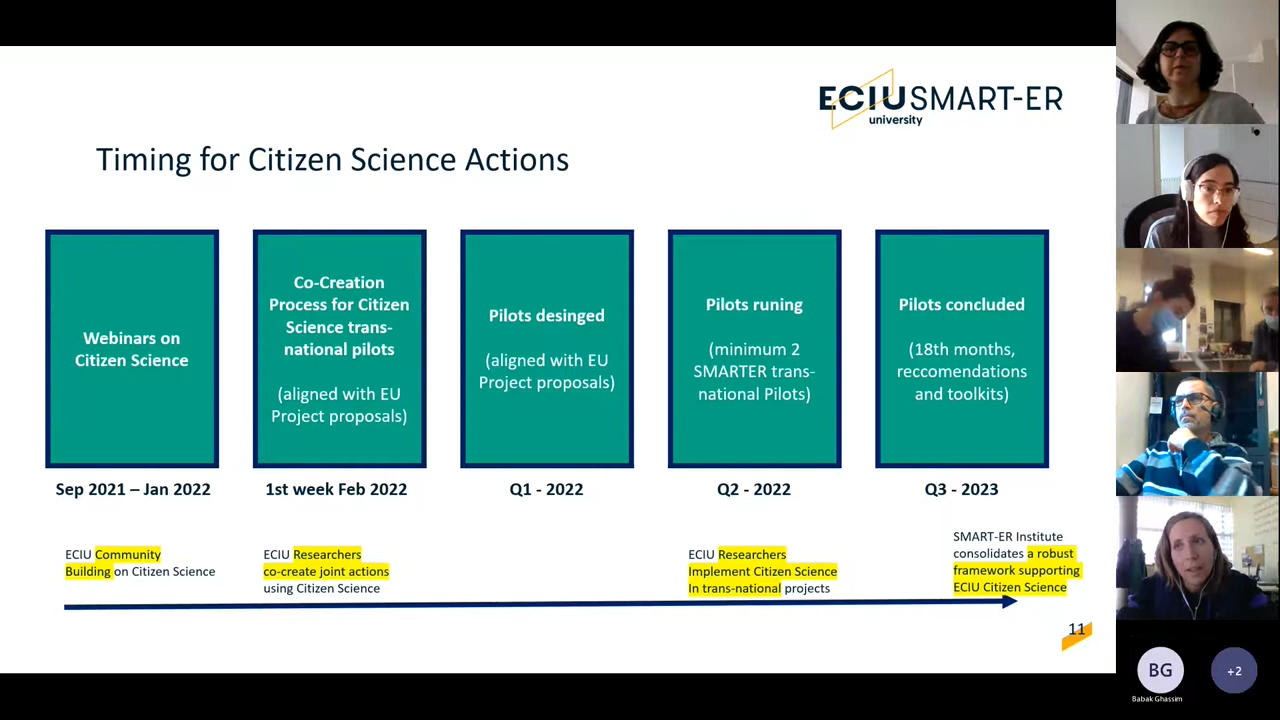 ECIU SMART-ER
university
Timing for Citizen Science Actions
Webinars on
Citizen Science
Co-Creation
Process for Citizen
Science trans-
national pilots
(aligned with EU
Project proposals)
Pilots desinged
(aligned with EU
Project proposals)
Pilots runing
(minimum 2
SMARTER trans-
national Pilots)
Pilots concluded
(18th months,
reccomendations
and toolkits)
Sep 2021 – Jan 2022
1st week Feb 2022
Q1 - 2022
Q2 - 2022
Q3 - 2023
ECIU Community
Building on Citizen Science
ECIU Researchers
co-create joint actions
using Citizen Science
ECIU Researchers
Implement Citizen Science
In trans-national projects
SMART-ER Institute
consolidates a robust
framework supporting
ECIU Citizen Science
11
BG
Babak Ghassim
+2